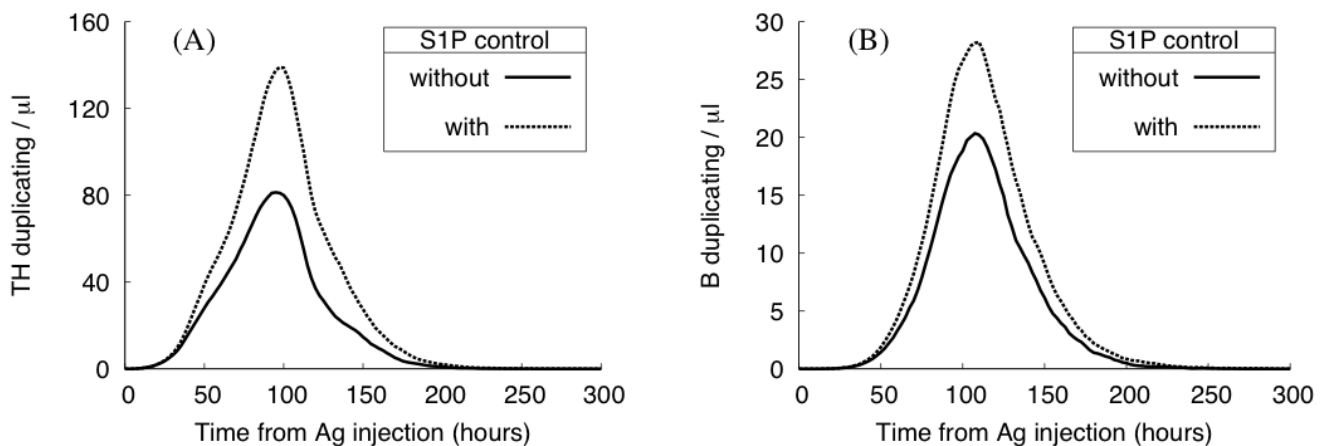 (A)
S1P control
without
with
TH duplicating / μl
160
120
80
40
0
0 50 100 150 200 250 300
Time from Ag injection (hours)
(B)
S1P control
without
with
B duplicating / μl
30
25
20
15
10
5
0
0 50 100 150 200 250 300
Time from Ag injection (hours)